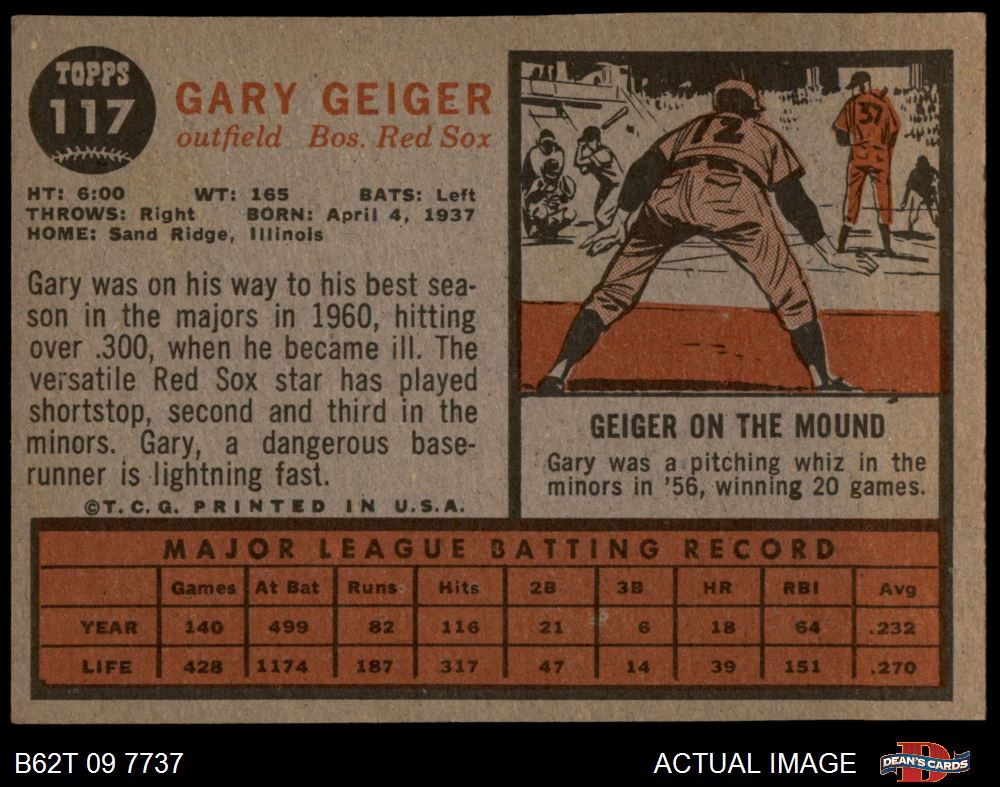 TOPPS
117
GARY GEIGER
outfield Bos. Red Sox
HT: 6:00 WT: 165 BATS: Left
THROWS: Right BORN: April 4, 1937
HOME: Sand Ridge, Illinois
Gary was on his way to his best sea-
son in the majors in 1960, hitting
over .300, when he became ill. The
versatile Red Sox star has played
shortstop, second and third in the
minors. Gary, a dangerous base-
runner is lightning fast.
©T.C.G. PRINTED IN U.S.A.
12
37
GEIGER ON THE MOUND
Gary was a pitching whiz in the
minors in '56, winning 20 games.
MAJOR LEAGUE BATTING RECORD
Games At Bat Runs Hits 2B 3B HR RBI Avg
YEAR 140 499 82 116 21 6 18 64 .232
LIFE 428 1174 187 317 47 14 39 151 .270
B62T 09 7737 ACTUAL IMAGE
D DEAN'S CARDS